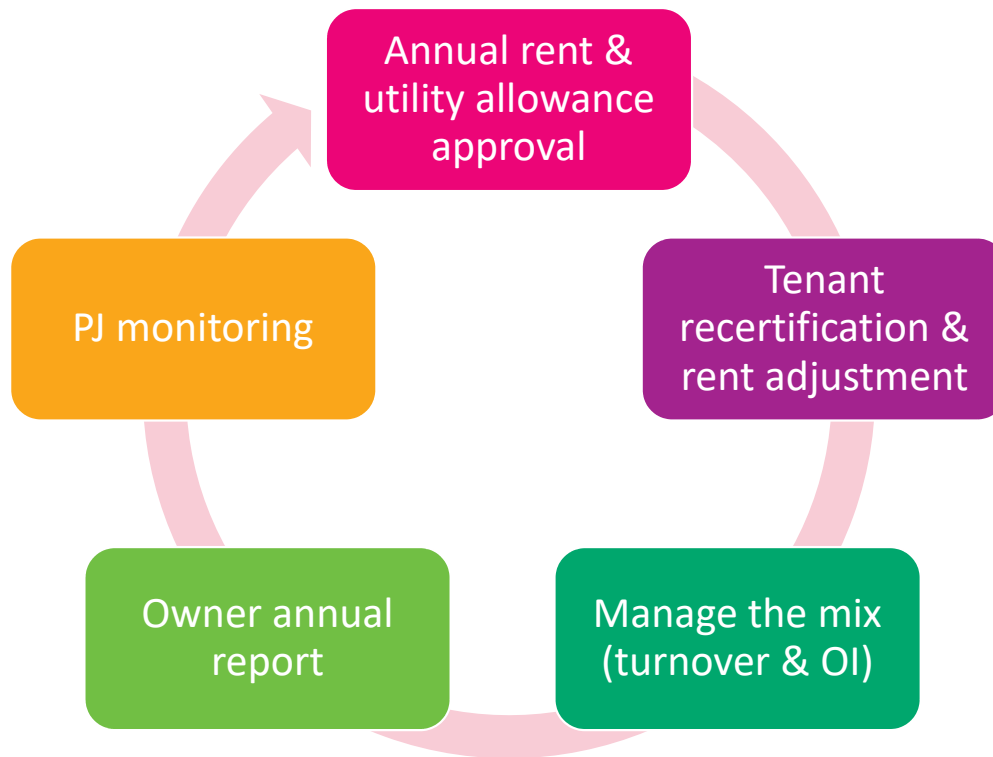 Annual rent &
utility allowance
approval
Tenant
recertification &
rent adjustment
Manage the mix
(turnover & OI)
Owner annual
report
PJ monitoring